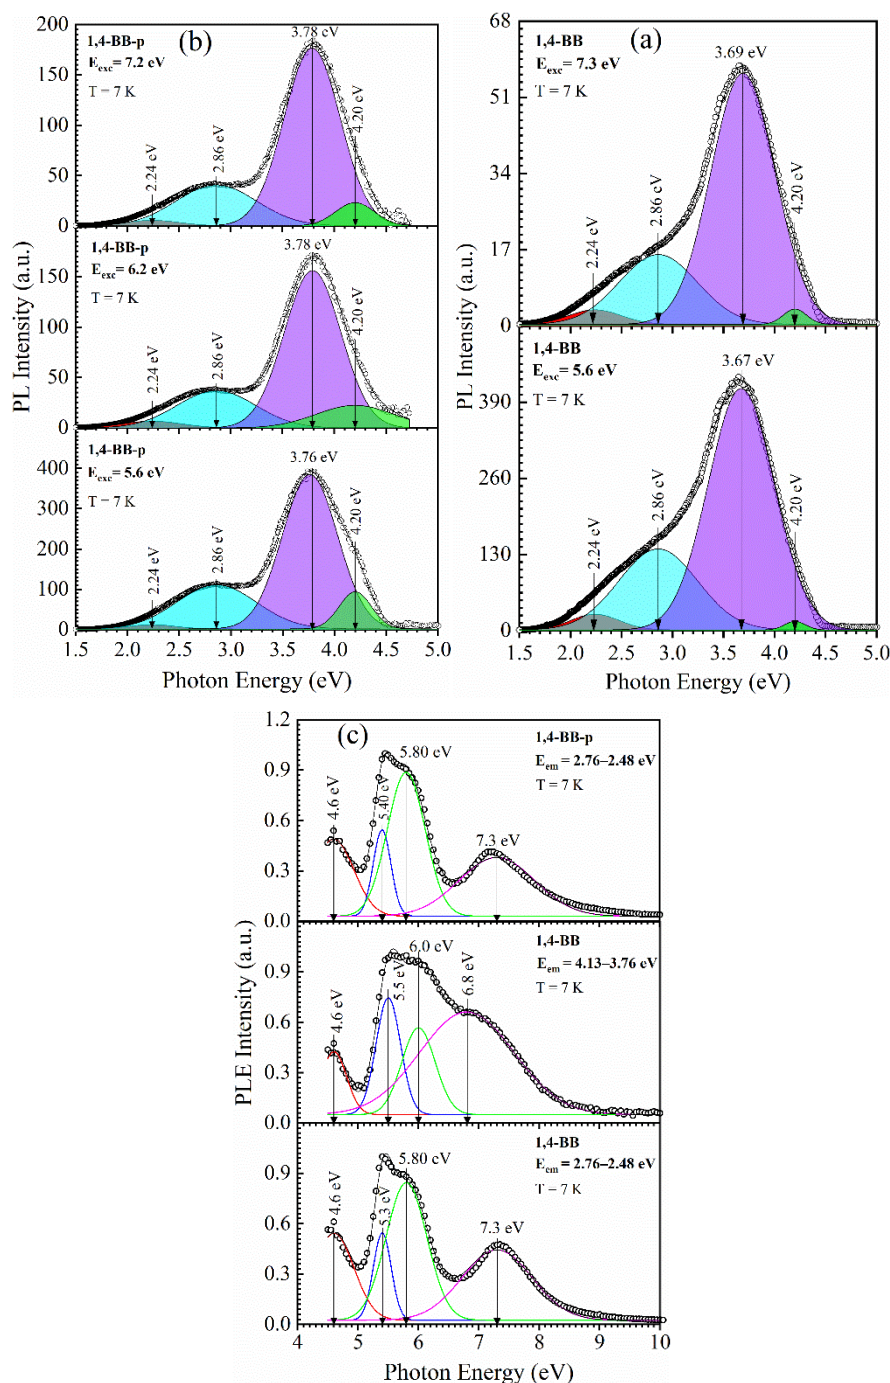 (b)
1,4-BB-p
E_exc= 7.2 eV
T = 7 K
2.24 eV
2.86 eV
3.78 eV
4.20 eV
200
150
100
50
0
1,4-BB-p
E_exc= 6.2 eV
T = 7 K
2.24 eV
2.86 eV
3.78 eV
4.20 eV
150
100
50
0
1,4-BB-p
E_exc= 5.6 eV
T = 7 K
2.24 eV
2.86 eV
3.76 eV
4.20 eV
400
300
200
100
0
PL Intensity (a.u.)
1.5 2.0 2.5 3.0 3.5 4.0 4.5 5.0
Photon Energy (eV)
(a)
1,4-BB
E_exc= 7.3 eV
T = 7 K
2.24 eV
2.86 eV
3.69 eV
4.20 eV
68
51
34
17
0
1,4-BB
E_exc= 5.6 eV
T = 7 K
2.24 eV
2.86 eV
3.67 eV
4.20 eV
390
260
130
0
PL Intensity (a.u.)
1.5 2.0 2.5 3.0 3.5 4.0 4.5 5.0
Photon Energy (eV)
(c)
1,4-BB-p
E_em = 2.76–2.48 eV
T = 7 K
4.6 eV
5.40 eV
5.80 eV
7.3 eV
1.2
0.9
0.6
0.3
0.0
1,4-BB
E_em = 4.13–3.76 eV
T = 7 K
4.6 eV
5.5 eV
6.0 eV
6.8 eV
0.9
0.6
0.3
0.0
1,4-BB
E_em = 2.76–2.48 eV
T = 7 K
4.6 eV
5.3 eV
5.80 eV
7.3 eV
0.9
0.6
0.3
0.0
PLE Intensity (a.u.)
4 5 6 7 8 9 10
Photon Energy (eV)